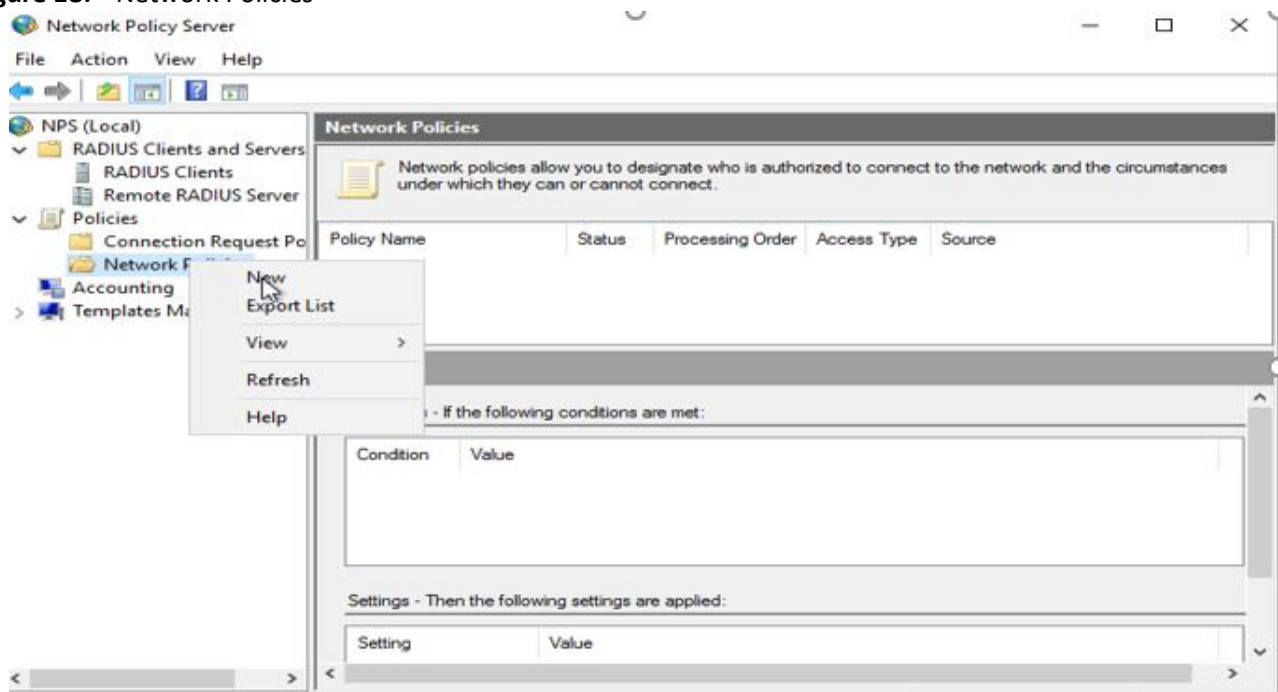 Network Policies
Network Policy Server
File Action View Help
NPS (Local)
RADIUS Clients and Servers
RADIUS Clients
Remote RADIUS Server
Policies
Connection Request Po
Network P
Accounting
Templates Ma
New
Export List
View
Refresh
Help
Network Policies
Network policies allow you to designate who is authorized to connect to the network and the circumstances
under which they can or cannot connect.
Policy Name Status Processing Order Access Type Source
- If the following conditions are met:
Condition Value
Settings - Then the following settings are applied:
Setting Value